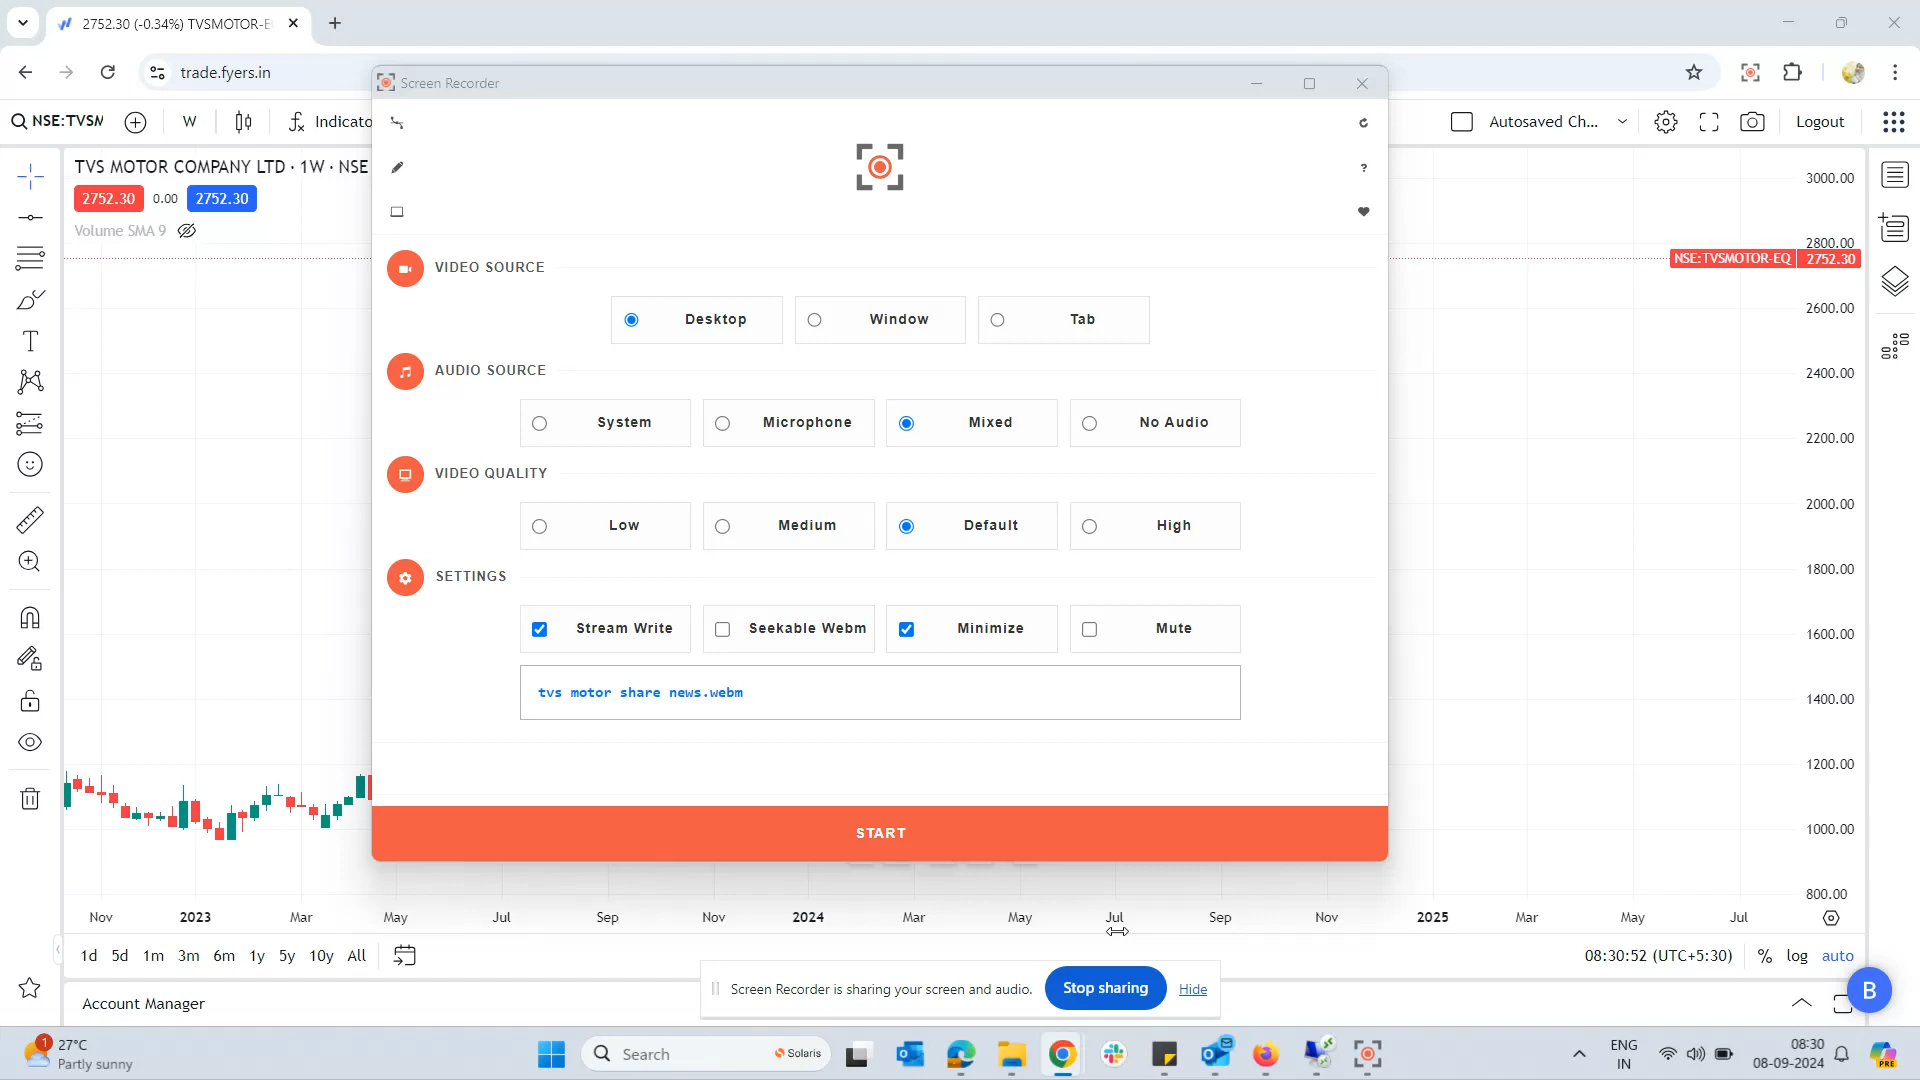 2752.30 (-0.34%) TVSMOTOR-E
trade.fyers.in
Screen Recorder
NSE:TVSM
W
Indicato
Autosaved Ch...
Logout
TVS MOTOR COMPANY LTD · 1W · NSE
2752.30 0.00 2752.30
Volume SMA 9
?
VIDEO SOURCE
Desktop Window Tab
AUDIO SOURCE
System Microphone Mixed No Audio
VIDEO QUALITY
Low Medium Default High
SETTINGS
Stream Write Seekable Webm Minimize Mute
tvs motor share news.webm
START
3000.00
2800.00
NSE:TVSMOTOR-EQ 2752.30
2600.00
2400.00
2200.00
2000.00
1800.00
1600.00
1400.00
1200.00
1000.00
800.00
Nov 2023 Mar May Jul Sep Nov 2024 Mar May Jul Sep Nov 2025 Mar May Jul
1d 5d 1m 3m 6m 1y 5y 10y All
08:30:52 (UTC+5:30) % log auto
Screen Recorder is sharing your screen and audio. Stop sharing Hide
Account Manager
B
1
27°C
Partly sunny
Search
Solaris
ENG
IN
08:30
08-09-2024
PRE